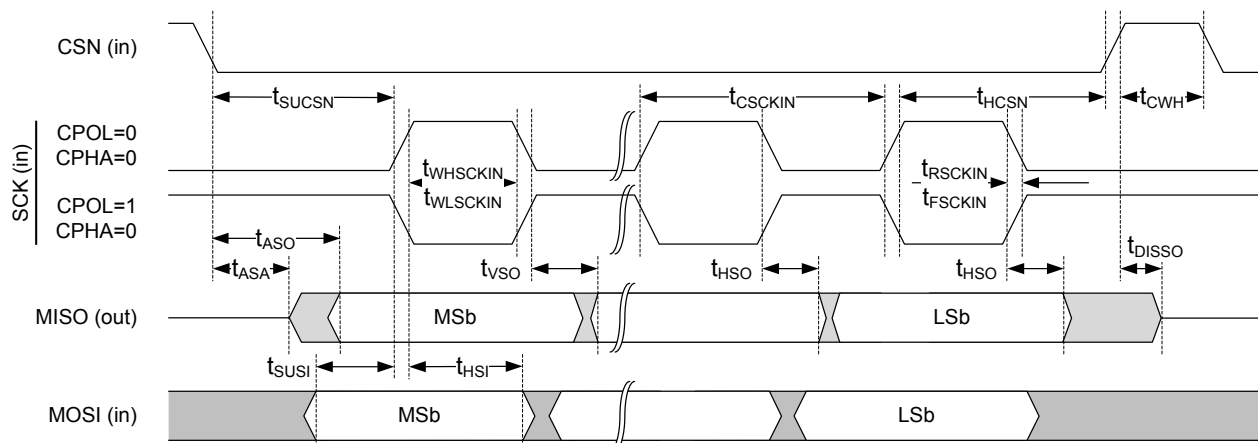 CSN (in)
tSUCSN
tCSCKIN
tHCSN
tCWH
SCK (in)
CPOL=0
CPHA=0
tWHSCKIN
tWLSCKIN
tRSCKIN
tFSCKIN
CPOL=1
CPHA=0
tASO
tASA
tVSO
tHSO
tHSO
tDISSO
MISO (out)
MSb
LSb
tSUSI
tHSI
MOSI (in)
MSb
LSb